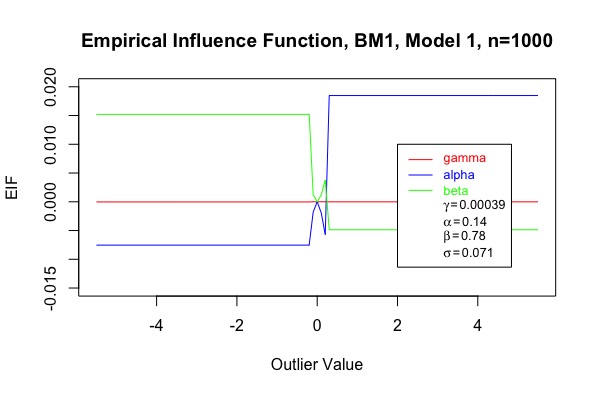 Empirical Influence Function, BM1, Model 1, n=1000
EIF
0.020
0.010
0.000
-0.015
gamma
alpha
beta
γ=0.00039
α=0.14
β=0.78
σ=0.071
-4 -2 0 2 4
Outlier Value